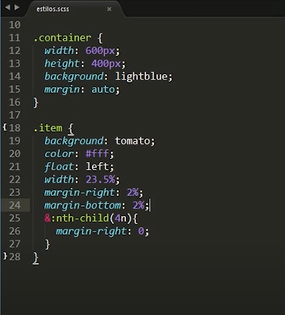 estilos.scss
10
11 .container {
12 width: 600px;
13 height: 400px;
14 background: lightblue;
15 margin: auto;
16 }
17
18 .item {
19 background: tomato;
20 color: #fff;
21 float: left;
22 width: 23.5%;
23 margin-right: 2%;
24 margin-bottom: 2%;
25 &:nth-child(4n){
26 margin-right: 0;
27 }
28 }